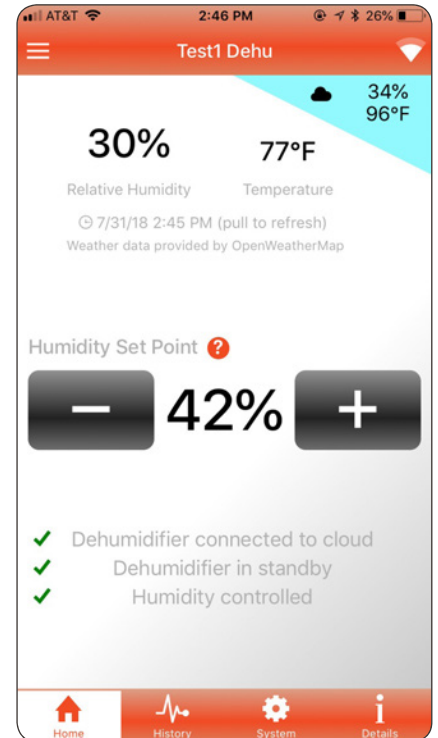 AT&T 2:46 PM 26%
Test1 Dehu
34%
96°F
30% 77°F
Relative Humidity Temperature
7/31/18 2:45 PM (pull to refresh)
Weather data provided by OpenWeatherMap
Humidity Set Point ?
− 42% +
Dehumidifier connected to cloud
Dehumidifier in standby
Humidity controlled
Home History System Details